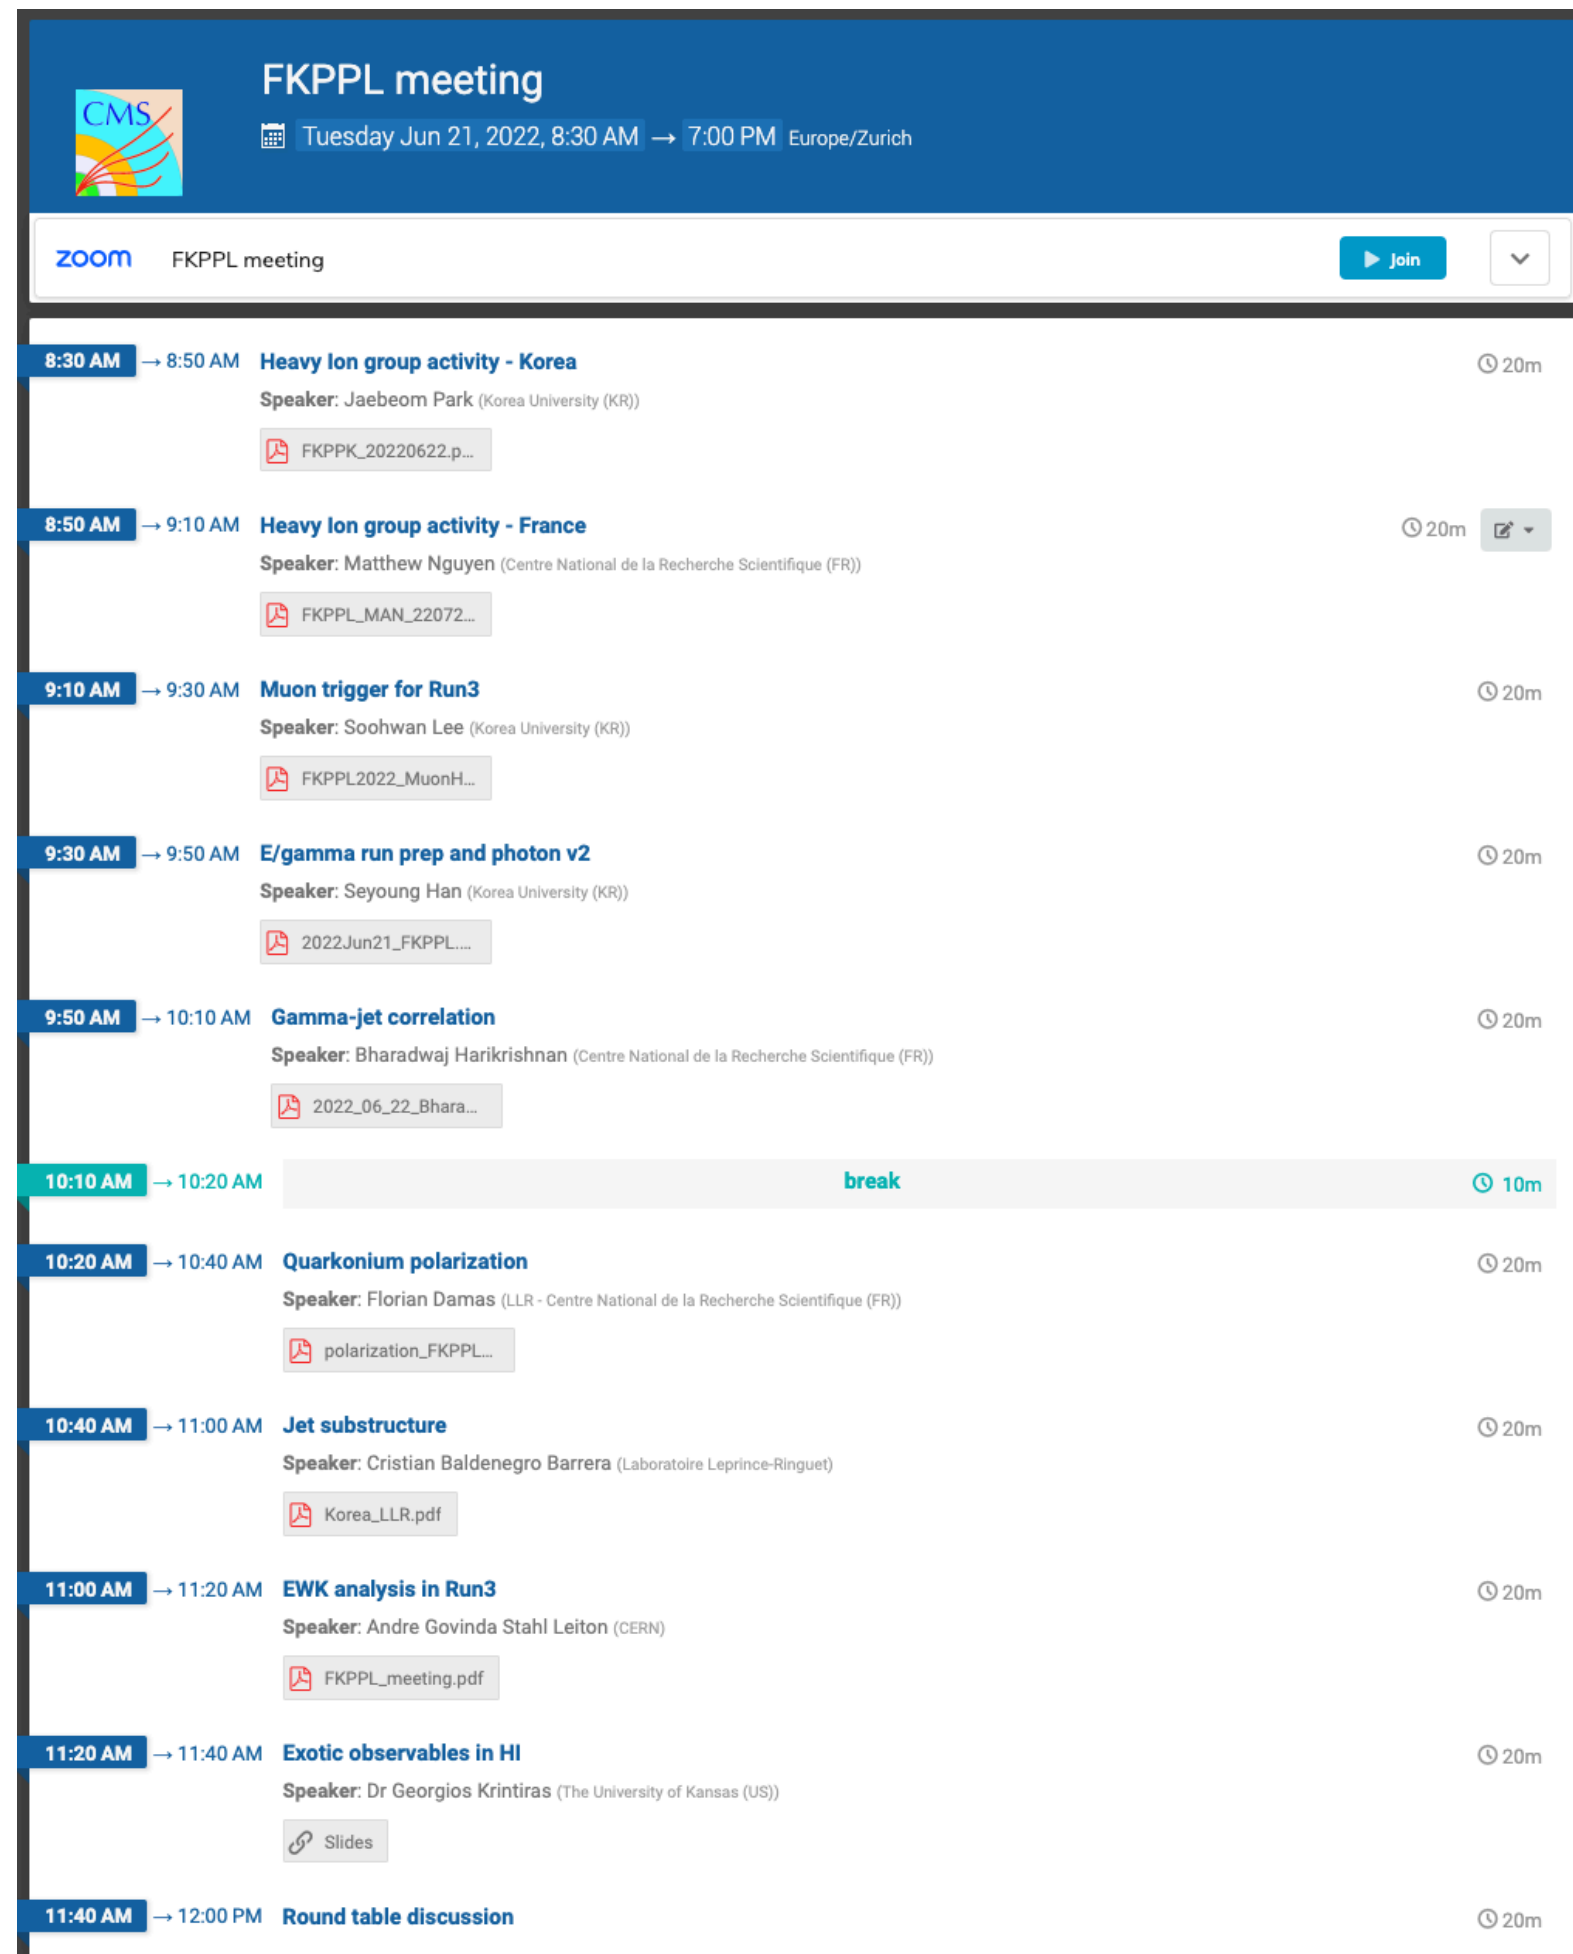 CMS
FKPPL meeting
Tuesday Jun 21, 2022, 8:30 AM → 7:00 PM Europe/Zurich
zoom FKPPL meeting Join
8:30 AM → 8:50 AM Heavy Ion group activity - Korea 20m
Speaker: Jaebeom Park (Korea University (KR))
FKPPK_20220622.p...
8:50 AM → 9:10 AM Heavy Ion group activity - France 20m
Speaker: Matthew Nguyen (Centre National de la Recherche Scientifique (FR))
FKPPL_MAN_22072...
9:10 AM → 9:30 AM Muon trigger for Run3 20m
Speaker: Soohwan Lee (Korea University (KR))
FKPPL2022_MuonH...
9:30 AM → 9:50 AM E/gamma run prep and photon v2 20m
Speaker: Seyoung Han (Korea University (KR))
2022Jun21_FKPPL....
9:50 AM → 10:10 AM Gamma-jet correlation 20m
Speaker: Bharadwaj Harikrishnan (Centre National de la Recherche Scientifique (FR))
2022_06_22_Bhara...
10:10 AM → 10:20 AM break 10m
10:20 AM → 10:40 AM Quarkonium polarization 20m
Speaker: Florian Damas (LLR - Centre National de la Recherche Scientifique (FR))
polarization_FKPPL...
10:40 AM → 11:00 AM Jet substructure 20m
Speaker: Cristian Baldenegro Barrera (Laboratoire Leprince-Ringuet)
Korea_LLR.pdf
11:00 AM → 11:20 AM EWK analysis in Run3 20m
Speaker: Andre Govinda Stahl Leiton (CERN)
FKPPL_meeting.pdf
11:20 AM → 11:40 AM Exotic observables in HI 20m
Speaker: Dr Georgios Krintiras (The University of Kansas (US))
Slides
11:40 AM → 12:00 PM Round table discussion 20m